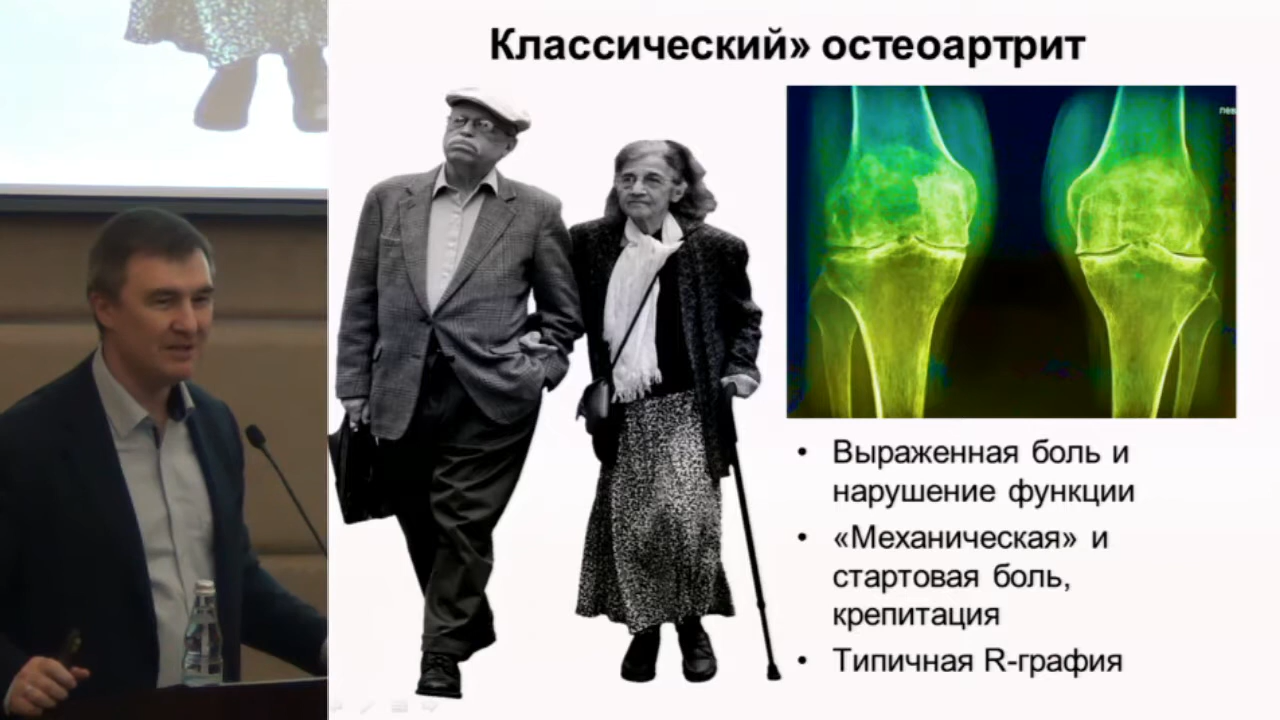 Классический» остеоартрит
• Выраженная боль и
нарушение функции
• «Механическая» и
стартовая боль,
крепитация
• Типичная R-графия